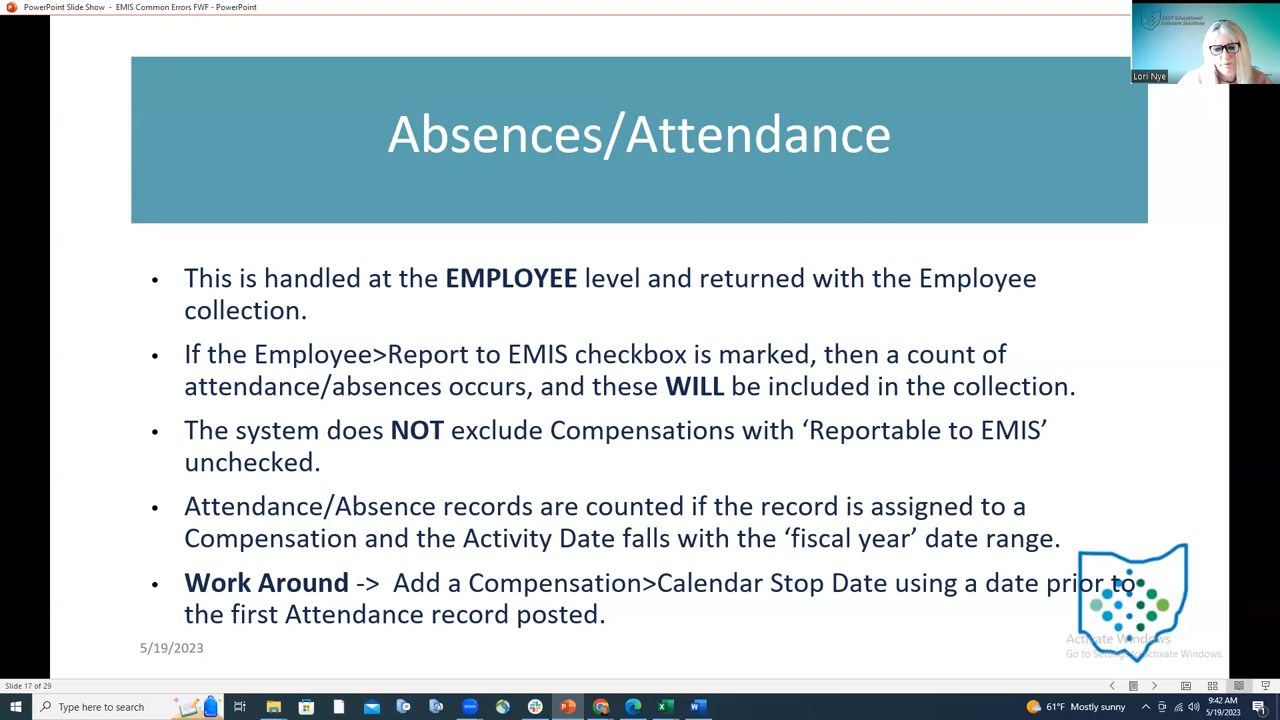 PowerPoint Slide Show - EMIS Common Errors FWF - PowerPoint
Lori Nye
Absences/Attendance
• This is handled at the EMPLOYEE level and returned with the Employee
collection.
• If the Employee>Report to EMIS checkbox is marked, then a count of
attendance/absences occurs, and these WILL be included in the collection.
• The system does NOT exclude Compensations with ‘Reportable to EMIS’
unchecked.
• Attendance/Absence records are counted if the record is assigned to a
Compensation and the Activity Date falls with the ‘fiscal year’ date range.
• Work Around -> Add a Compensation>Calendar Stop Date using a date prior to
the first Attendance record posted.
5/19/2023
Activate Windows
Go to Settings to activate Windows.
Slide 17 of 29
Type here to search
61°F Mostly sunny
9:42 AM
5/19/2023